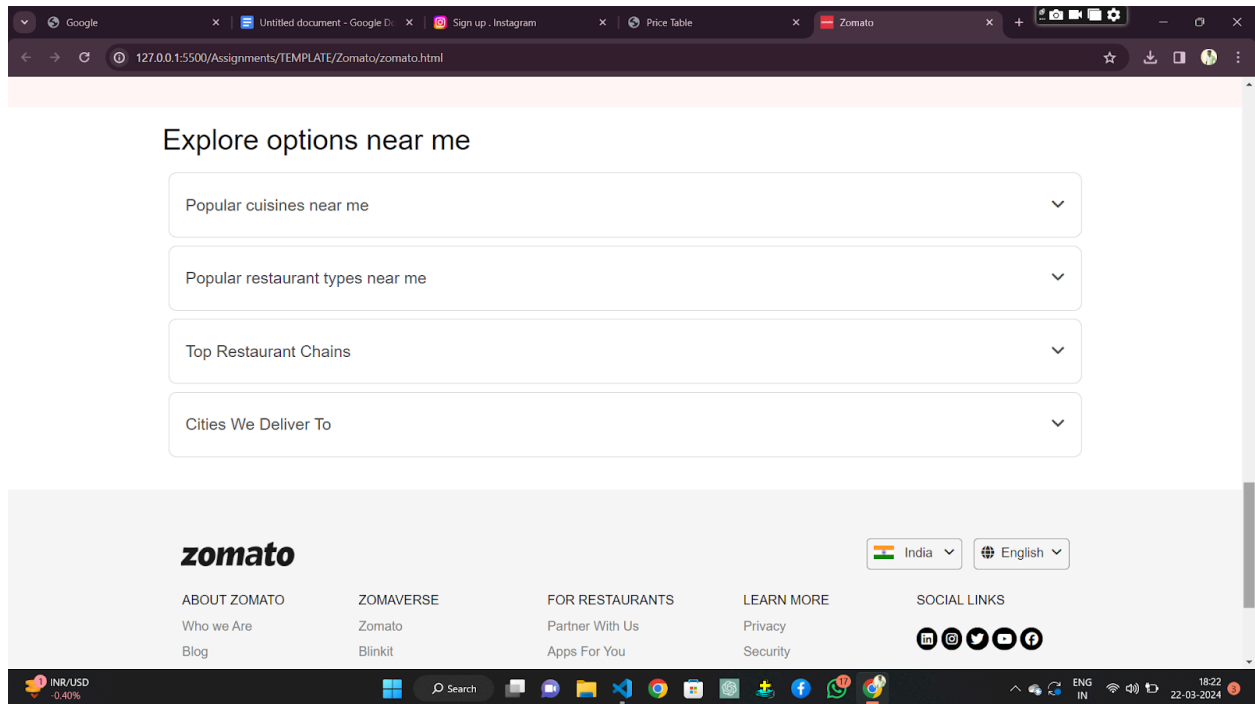 Google
Untitled document - Google Do
Sign up . Instagram
Price Table
Zomato
127.0.0.1:5500/Assignments/TEMPLATE/Zomato/zomato.html
Explore options near me
Popular cuisines near me
Popular restaurant types near me
Top Restaurant Chains
Cities We Deliver To
zomato
India
English
ABOUT ZOMATO ZOMAVERSE FOR RESTAURANTS LEARN MORE SOCIAL LINKS
Who we Are Zomato Partner With Us Privacy
Blog Blinkit Apps For You Security
1 INR/USD
-0.40%
Search
17
ENG
IN
18:22
22-03-2024
3